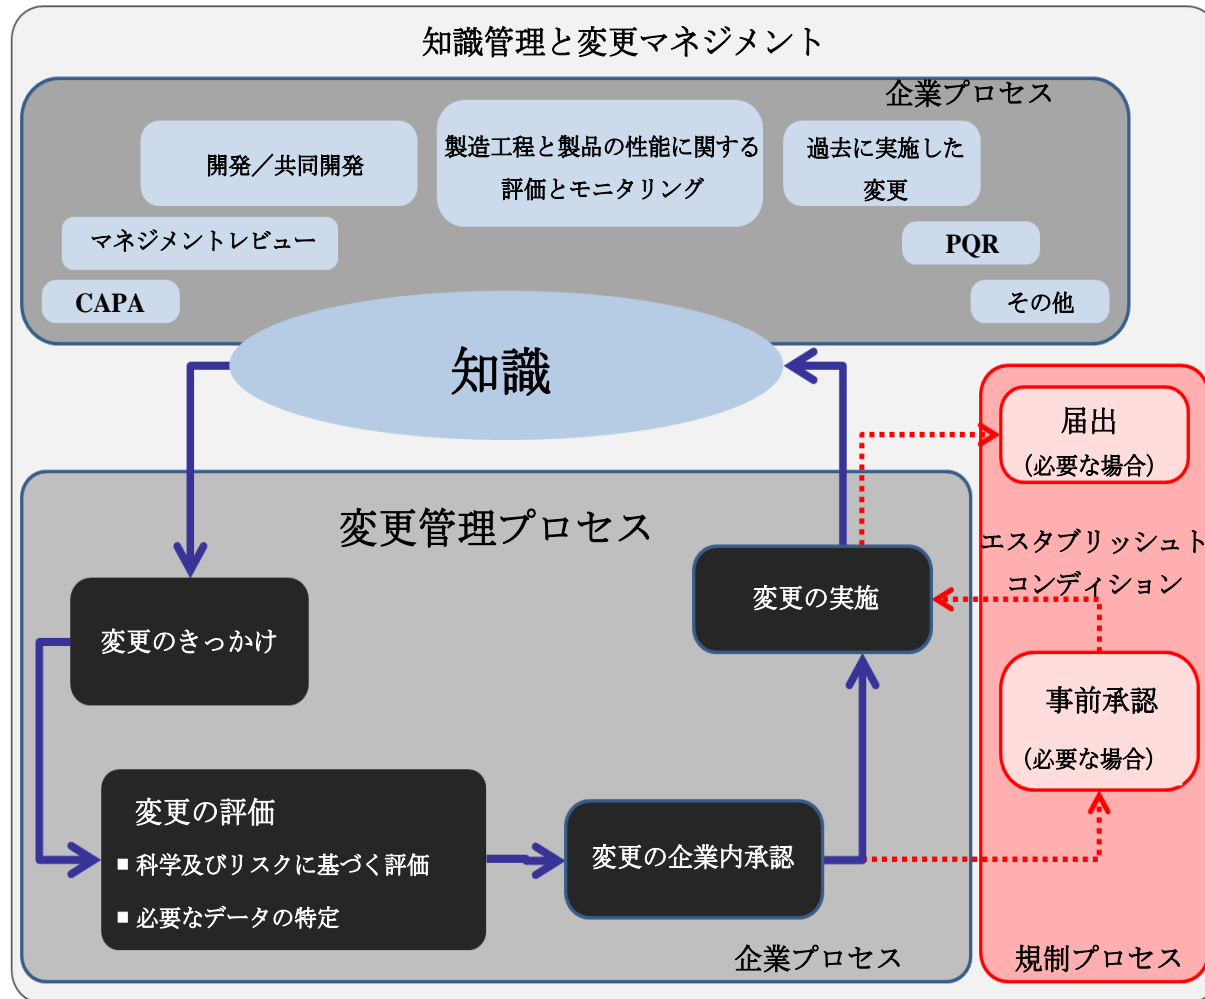 知識管理と変更マネジメント
企業プロセス
開発／共同開発
製造工程と製品の性能に関する
評価とモニタリング
過去に実施した
変更
マネジメントレビュー
PQR
CAPA
その他
知識
届出
(必要な場合)
エスタブリッシュト
コンディション
変更管理プロセス
変更のきっかけ
変更の実施
事前承認
(必要な場合)
変更の評価
■ 科学及びリスクに基づく評価
■ 必要なデータの特定
変更の企業内承認
企業プロセス
規制プロセス